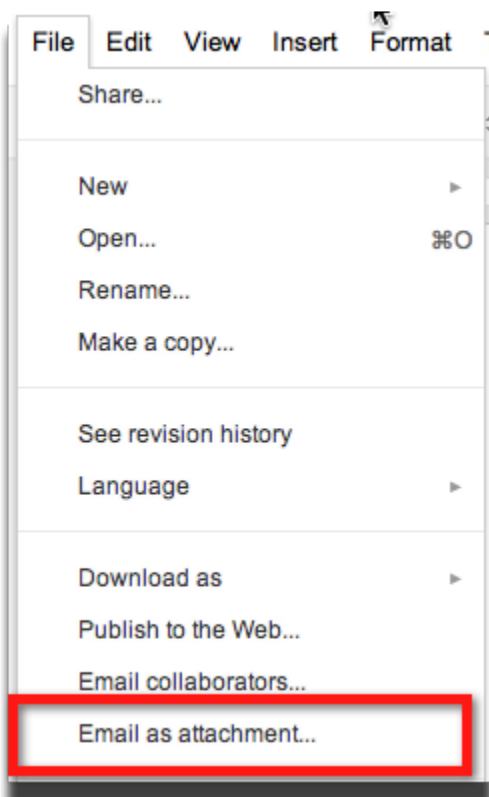 File Edit View Insert Format
Share...
New
Open... ⌘O
Rename...
Make a copy...
See revision history
Language
Download as
Publish to the Web...
Email collaborators...
Email as attachment...